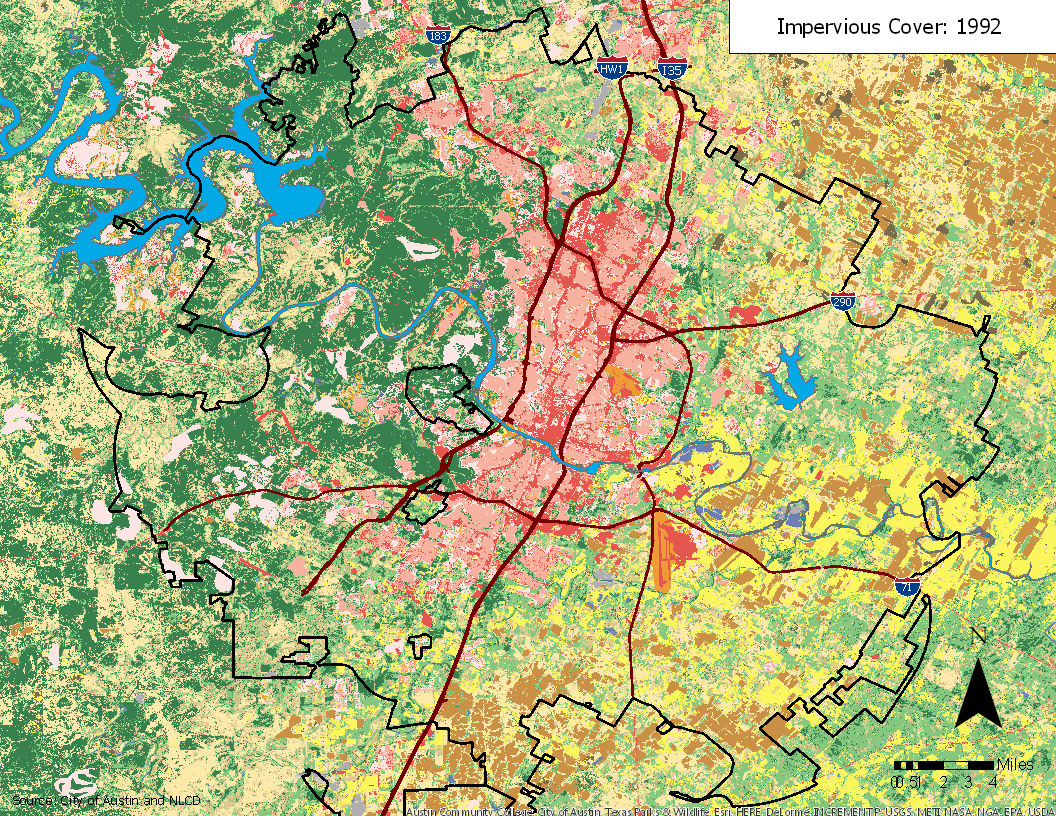 Impervious Cover: 1992
183
HW1
I35
290
71
N
Miles
0 0.5 1 2 3 4
Source: City of Austin and NLCD
Austin Community College, City of Austin, Texas Parks & Wildlife, Esri, HERE, DeLorme, INCREMENT P, USGS, METI, NASA, NGA, EPA, USDA